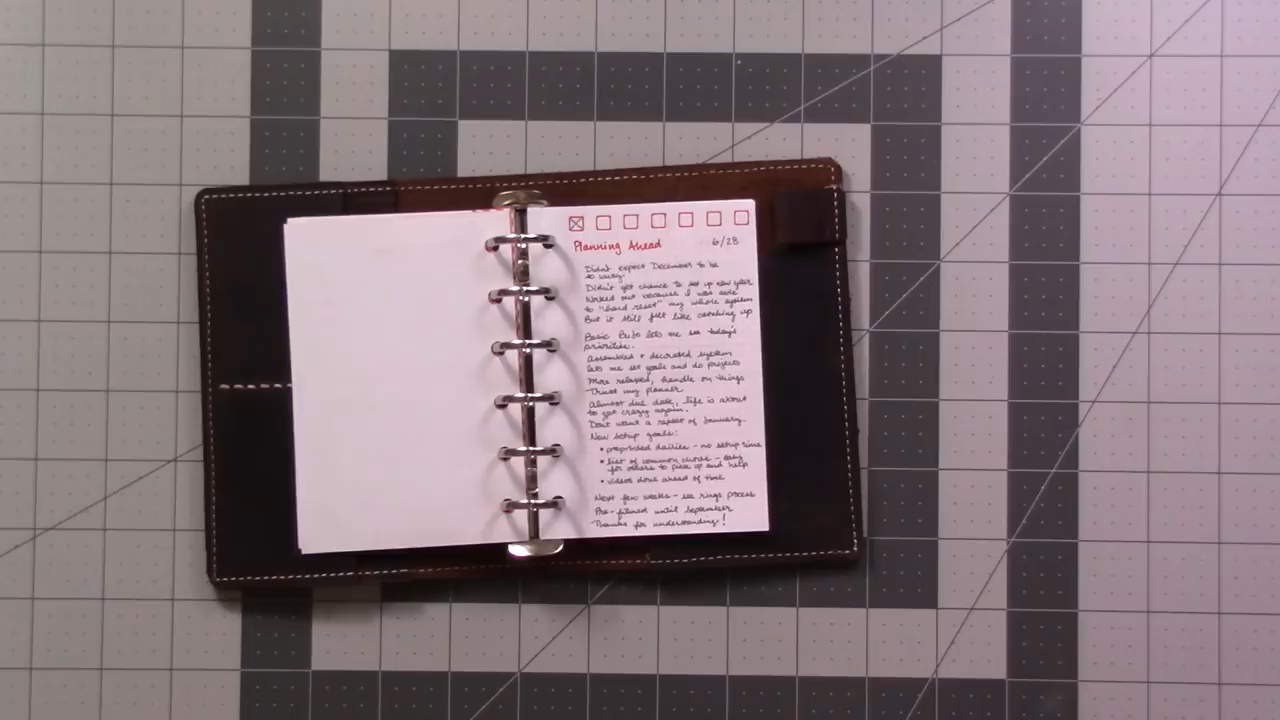 Planning Ahead 6/28
Didn't expect December to be
so
Didn't get chance to set up new year
Worked out because I was able
to "hard reset" my whole system
But it still felt like catching up
Basic BuJo lets me see today's
priorities.
Assembled + decorated system
lets me set goals and do projects
More relaxed, handle on things
Trust my planner
Almost due date, life is about
to get crazy again.
Don't want a repeat of January.
New setup goals:
• preprinted dailies - no setup time
• list of common chores - easy
for others to pick up and help
• videos done ahead of time
Next few weeks - see rings process
Pre-filmed until September
Thanks for understanding!